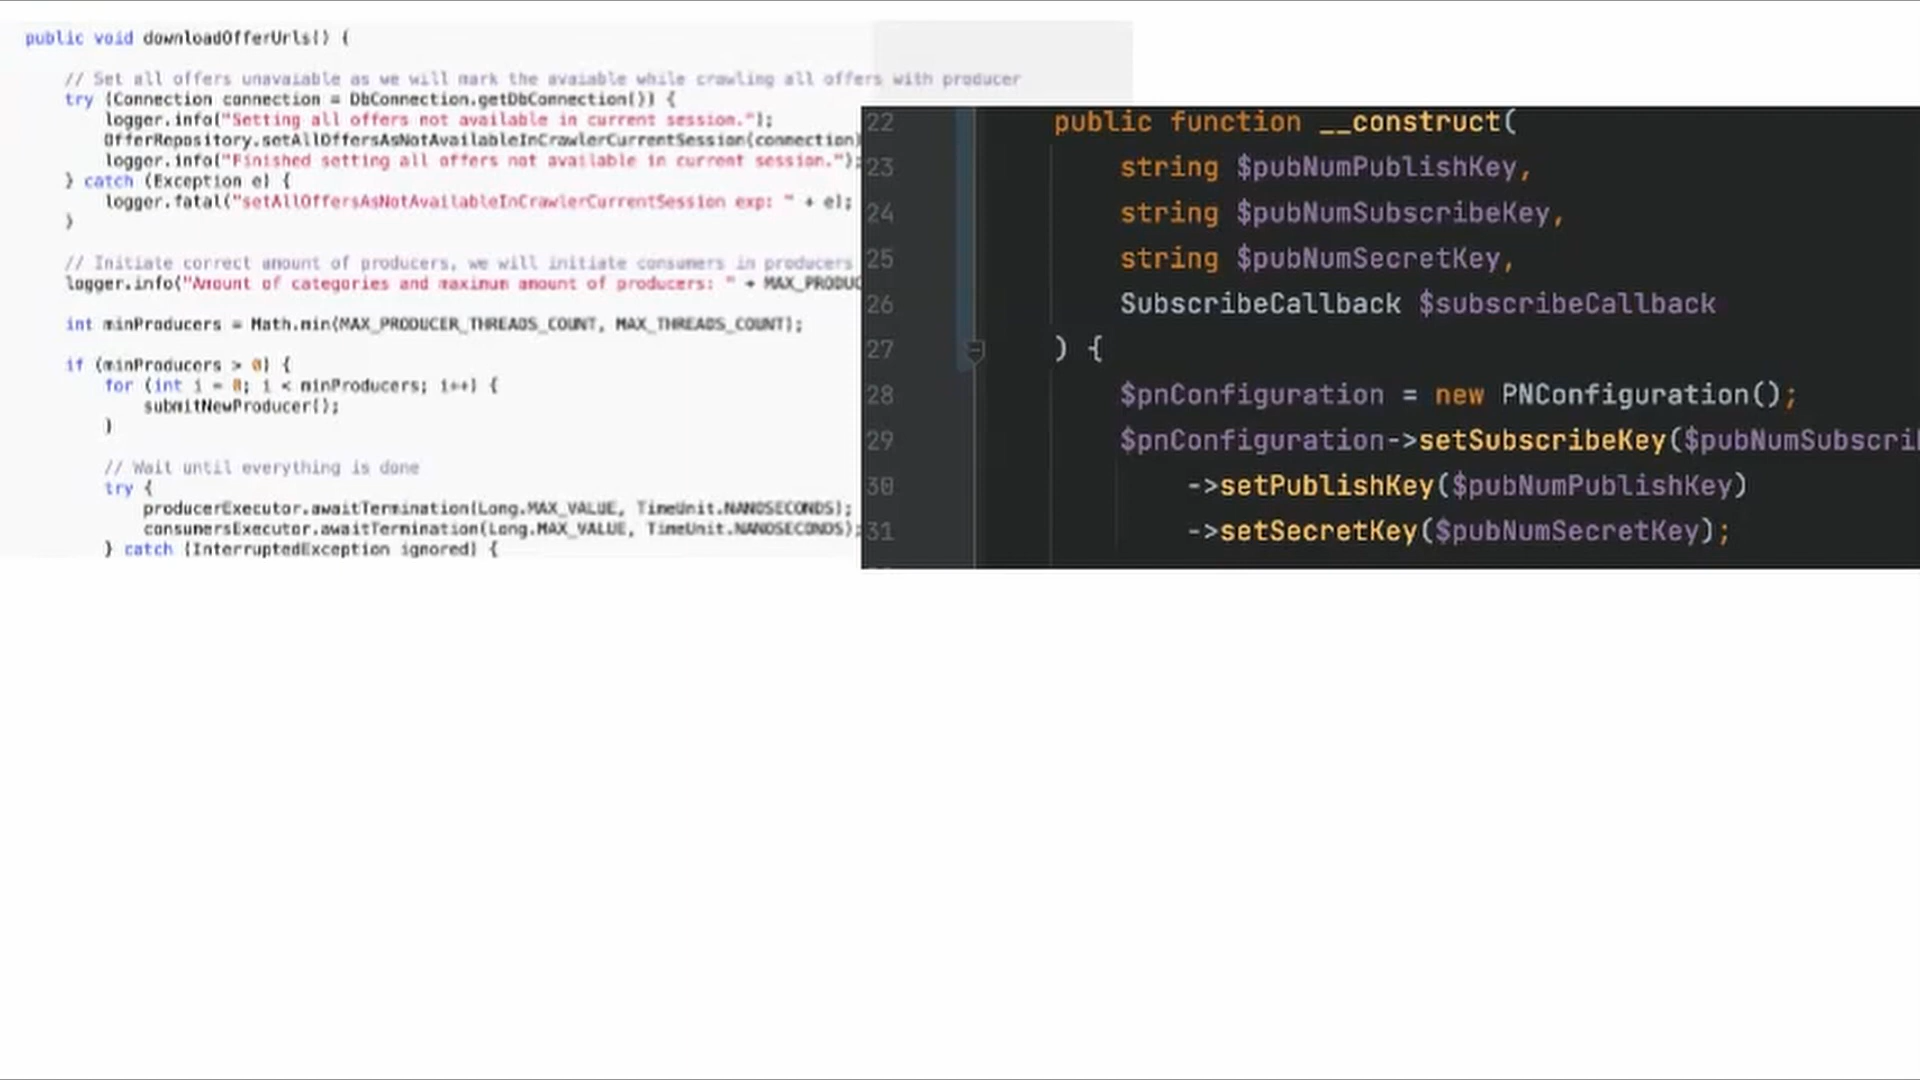 public void downloadOfferUrls() {
// Set all offers unavaiable as we will mark the avaiable while crawling all offers with producer
try (Connection connection = DbConnection.getDbConnection()) {
logger.info("Setting all offers not available in current session.");
OfferRepository.setAllOffersAsNotAvailableInCrawlerCurrentSession(connection)
logger.info("Finished setting all offers not available in current session.");
} catch (Exception e) {
logger.fatal("setAllOffersAsNotAvailableInCrawlerCurrentSession exp: " + e);
}
// Initiate correct amount of producers, we will initiate consumers in producers
logger.info("Amount of categories and maximum amount of producers: " + MAX_PRODUC
int minProducers = Math.min(MAX_PRODUCER_THREADS_COUNT, MAX_THREADS_COUNT);
if (minProducers > 0) {
for (int i = 0; i < minProducers; i++) {
submitNewProducer();
}
// Wait until everything is done
try {
producerExecutor.awaitTermination(Long.MAX_VALUE, TimeUnit.NANOSECONDS);
consumersExecutor.awaitTermination(Long.MAX_VALUE, TimeUnit.NANOSECONDS);
} catch (InterruptedException ignored) {
22 public function __construct(
23 string $pubNumPublishKey,
24 string $pubNumSubscribeKey,
25 string $pubNumSecretKey,
26 SubscribeCallback $subscribeCallback
27 ) {
28 $pnConfiguration = new PNConfiguration();
29 $pnConfiguration->setSubscribeKey($pubNumSubscri
30 ->setPublishKey($pubNumPublishKey)
31 ->setSecretKey($pubNumSecretKey);